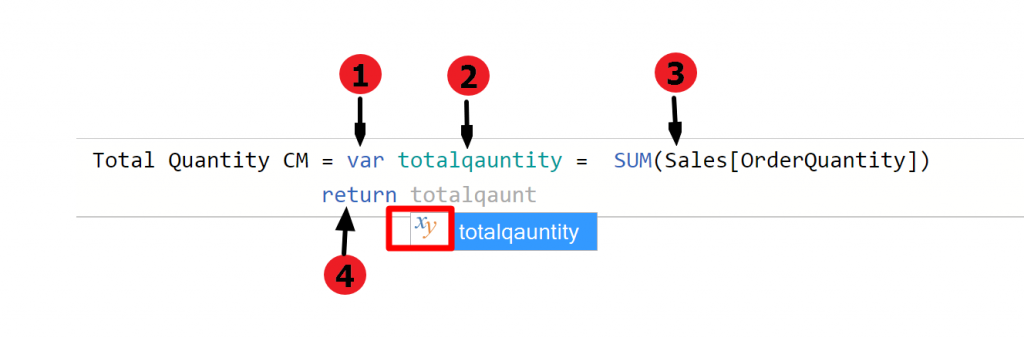 1 2 3
Total Quantity CM = var totalqauntity = SUM(Sales[OrderQuantity])
return totalqaunt
xy totalqauntity
4